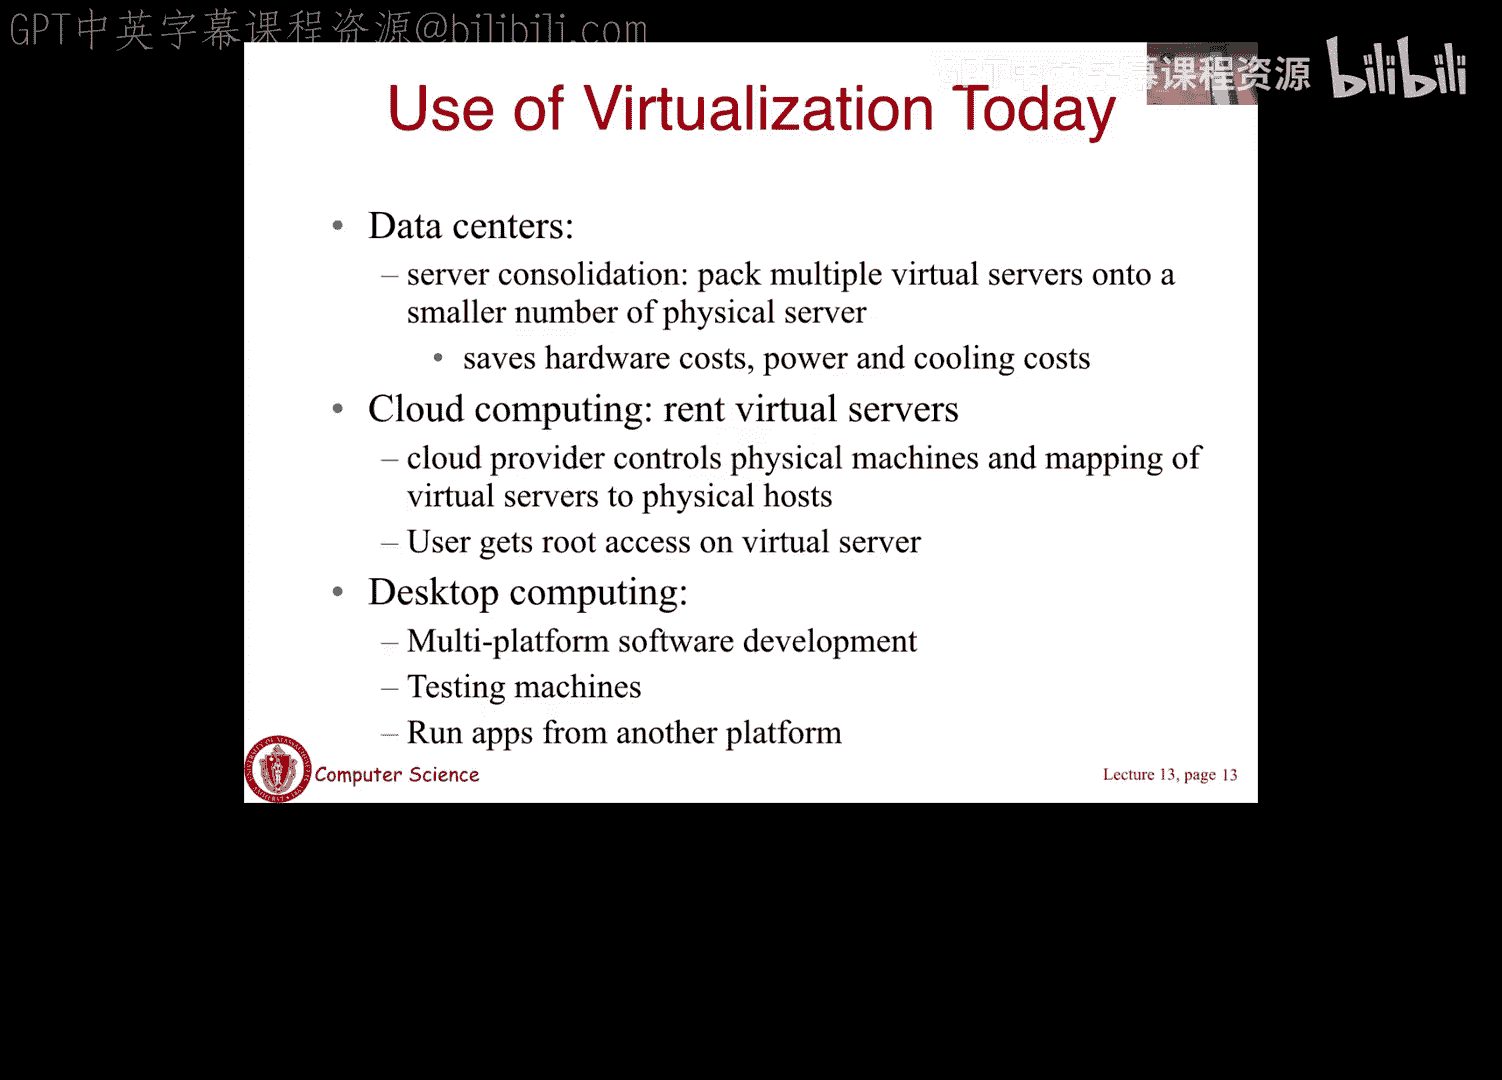 GPT中英字幕课程资源@bilibili.com
课程资源 bilibili
Use of Virtualization Today
• Data centers:
– server consolidation: pack multiple virtual servers onto a
smaller number of physical server
• saves hardware costs, power and cooling costs
• Cloud computing: rent virtual servers
– cloud provider controls physical machines and mapping of
virtual servers to physical hosts
– User gets root access on virtual server
• Desktop computing:
– Multi-platform software development
– Testing machines
– Run apps from another platform
Computer Science
Lecture 13, page 13